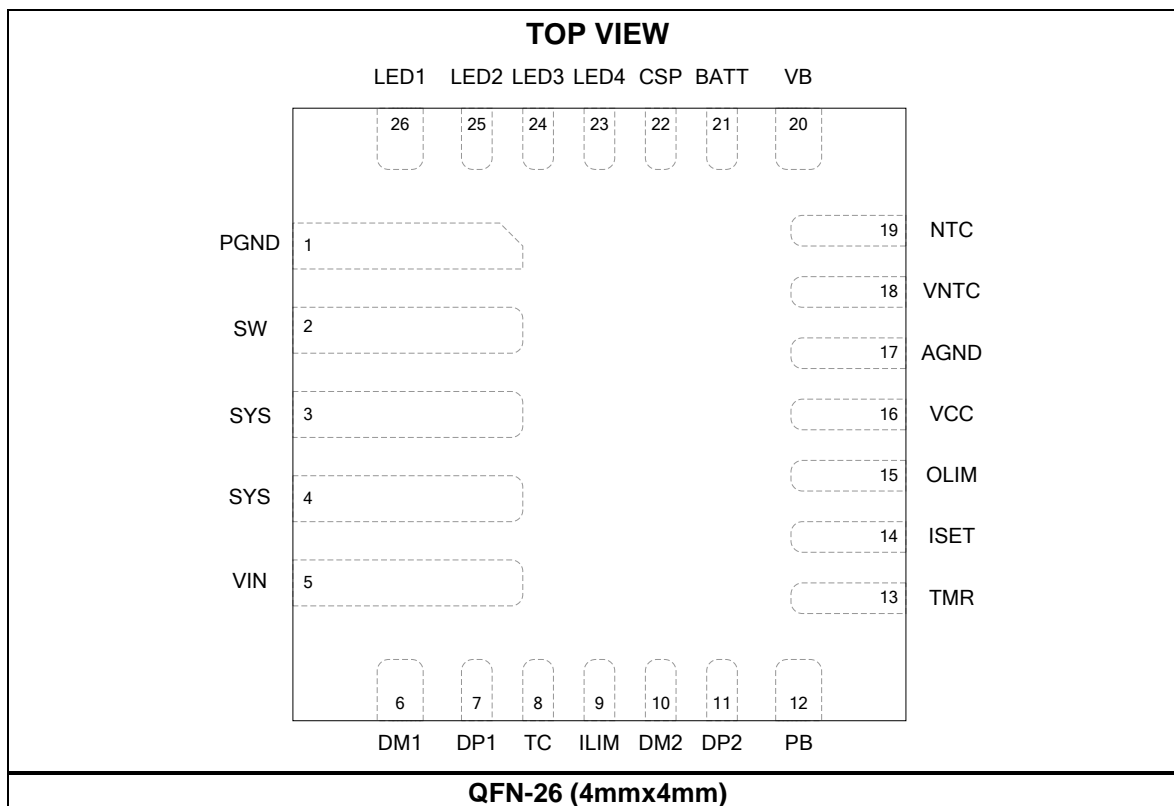 TOP VIEW
LED1 LED2 LED3 LED4 CSP BATT VB
26 25 24 23 22 21 20
19 NTC
PGND 1
18 VNTC
SW 2
17 AGND
SYS 3
16 VCC
15 OLIM
SYS 4
14 ISET
VIN 5
13 TMR
6 7 8 9 10 11 12
DM1 DP1 TC ILIM DM2 DP2 PB
QFN-26 (4mmx4mm)